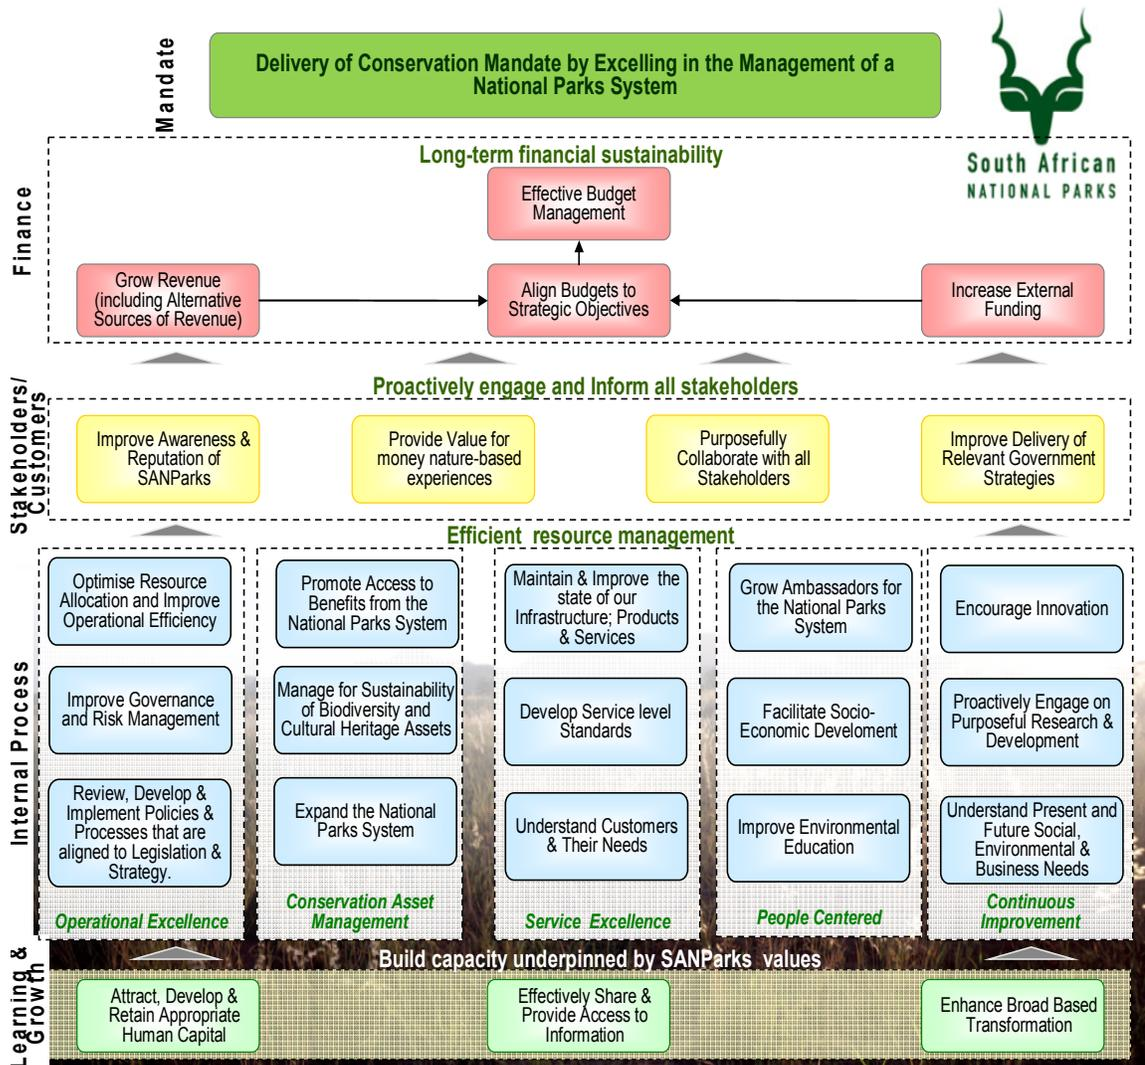 Mandate
Delivery of Conservation Mandate by Excelling in the Management of a
National Parks System
South African
NATIONAL PARKS
Finance
Long-term financial sustainability
Effective Budget
Management
Grow Revenue
(including Alternative
Sources of Revenue)
Align Budgets to
Strategic Objectives
Increase External
Funding
Stakeholders/
Customers
Proactively engage and Inform all stakeholders
Improve Awareness &
Reputation of
SANParks
Provide Value for
money nature-based
experiences
Purposefully
Collaborate with all
Stakeholders
Improve Delivery of
Relevant Government
Strategies
Internal Process
Efficient resource management
Optimise Resource
Allocation and Improve
Operational Efficiency
Improve Governance
and Risk Management
Review, Develop &
Implement Policies &
Processes that are
aligned to Legislation &
Strategy.
Operational Excellence
Promote Access to
Benefits from the
National Parks System
Manage for Sustainability
of Biodiversity and
Cultural Heritage Assets
Expand the National
Parks System
Conservation Asset
Management
Maintain & Improve the
state of our
Infrastructure; Products
& Services
Develop Service level
Standards
Understand Customers
& Their Needs
Service Excellence
Grow Ambassadors for
the National Parks
System
Facilitate Socio-
Economic Develoment
Improve Environmental
Education
People Centered
Encourage Innovation
Proactively Engage on
Purposeful Research &
Development
Understand Present and
Future Social,
Environmental &
Business Needs
Continuous
Improvement
Learning &
Growth
Build capacity underpinned by SANParks values
Attract, Develop &
Retain Appropriate
Human Capital
Effectively Share &
Provide Access to
Information
Enhance Broad Based
Transformation